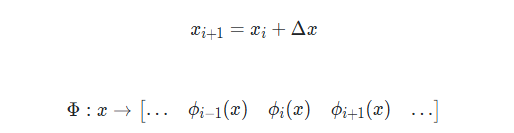 x_{i+1} = x_i + Δx
Φ : x → [… ϕ_{i−1}(x) ϕ_i(x) ϕ_{i+1}(x) …]